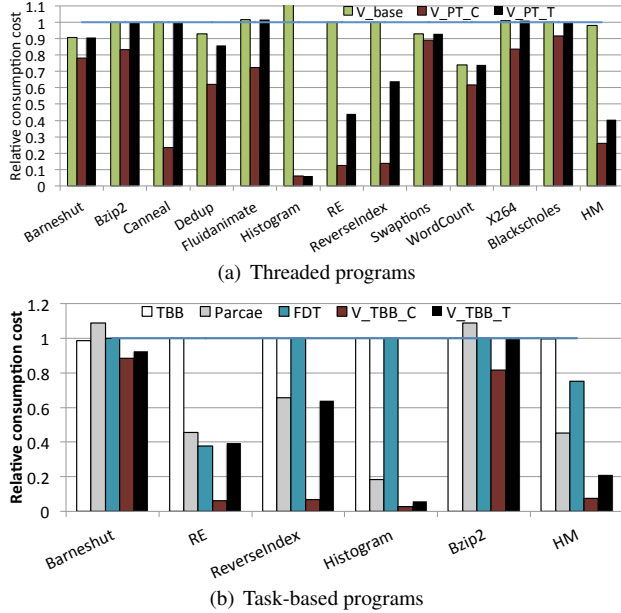 V_base V_PT_C V_PT_T
Relative consumption cost
1.1
1
0.9
0.8
0.7
0.6
0.5
0.4
0.3
0.2
0.1
0
Barneshut Bzip2 Canneal Dedup Fluidanimate Histogram RE ReverseIndex Swaptions WordCount X264 Blackscholes HM
(a) Threaded programs
TBB Parcae FDT V_TBB_C V_TBB_T
Relative consumption cost
1.2
1
0.8
0.6
0.4
0.2
0
Barneshut RE ReverseIndex Histogram Bzip2 HM
(b) Task-based programs